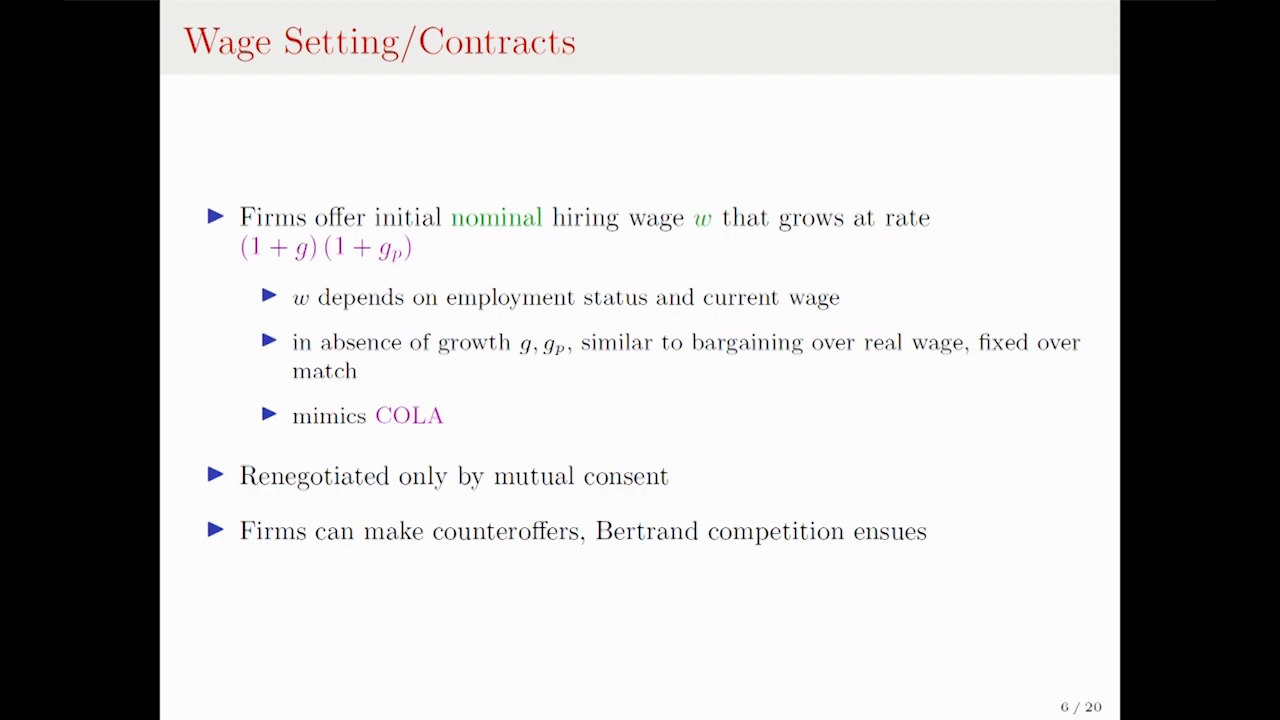 Wage Setting/Contracts
▶ Firms offer initial nominal hiring wage w that grows at rate
(1 + g) (1 + gₚ)
▶ w depends on employment status and current wage
▶ in absence of growth g, gₚ, similar to bargaining over real wage, fixed over
match
▶ mimics COLA
▶ Renegotiated only by mutual consent
▶ Firms can make counteroffers, Bertrand competition ensues
6 / 20